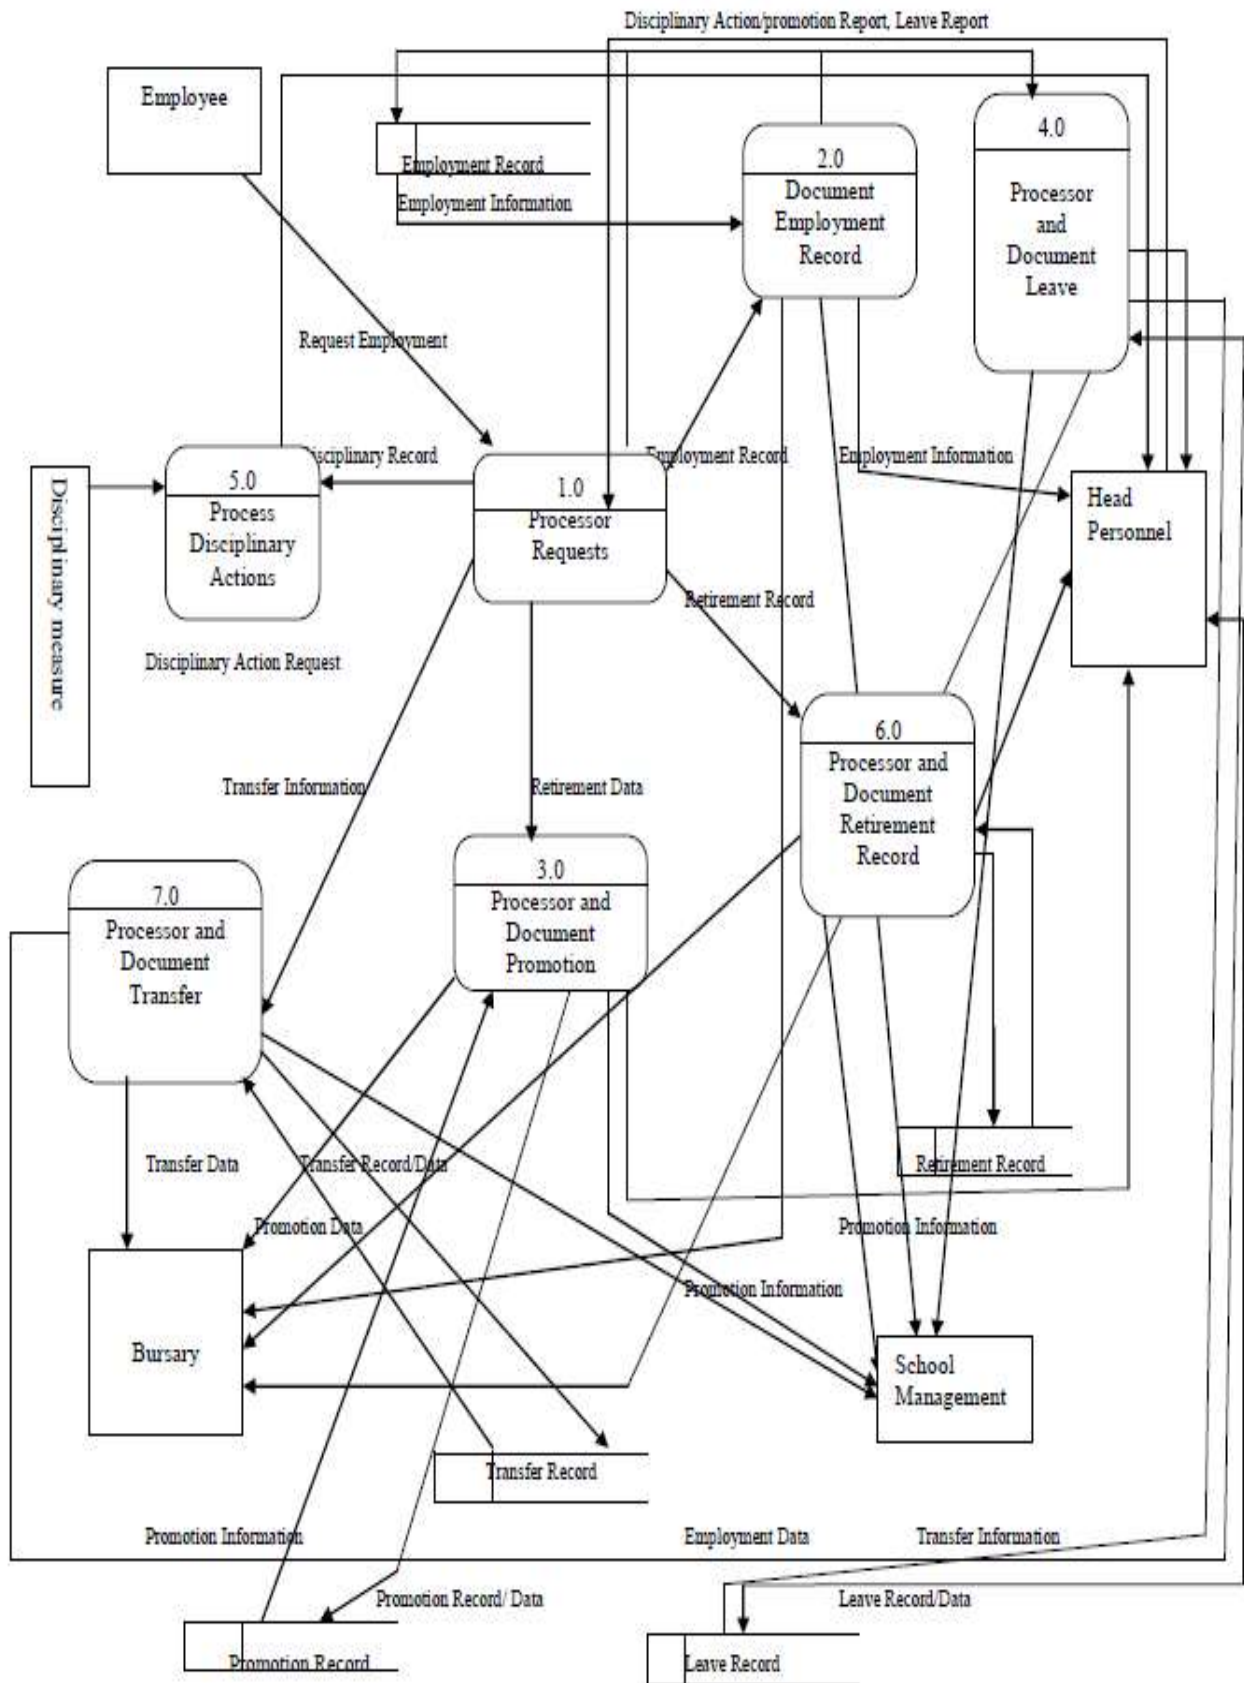 Disciplinary Action/promotion Report, Leave Report
Employee
4.0
Processor
and
Document
Leave
2.0
Document
Employment
Record
Employment Record
Employment Information
Request Employment
Disciplinary Record
Employment Record
Employment Information
5.0
Process
Disciplinary
Actions
1.0
Processor
Requests
Head
Personnel
Disciplinary measure
Retirement Record
Disciplinary Action Request
6.0
Processor and
Document
Retirement
Record
Transfer Information
Retirement Data
7.0
Processor and
Document
Transfer
3.0
Processor and
Document
Promotion
Transfer Data
Transfer Record/Data
Retirement Record
Promotion Data
Promotion Information
Promotion Information
Bursary
School
Management
Transfer Record
Promotion Information
Employment Data
Transfer Information
Promotion Record/ Data
Leave Record/Data
Promotion Record
Leave Record